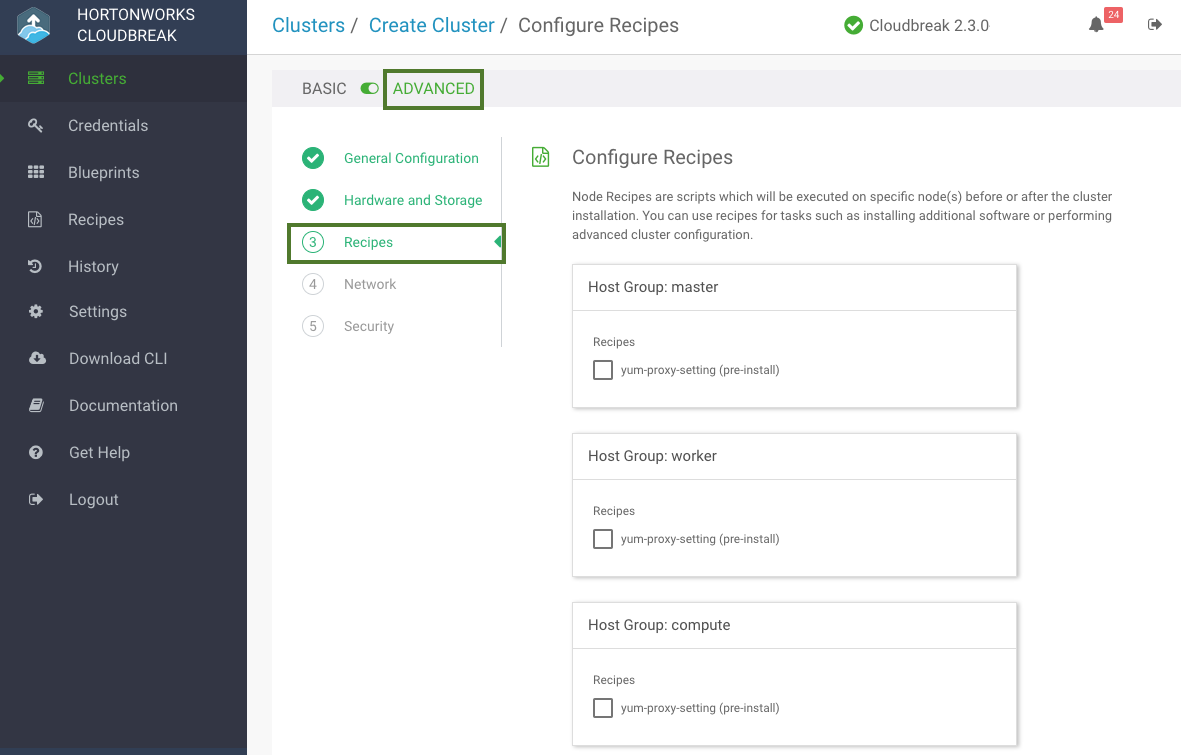 HORTONWORKS
CLOUDBREAK
Clusters / Create Cluster / Configure Recipes
Cloudbreak 2.3.0
24
Clusters
Credentials
Blueprints
Recipes
History
Settings
Download CLI
Documentation
Get Help
Logout
BASIC ADVANCED
General Configuration
Hardware and Storage
3 Recipes
4 Network
5 Security
Configure Recipes
Node Recipes are scripts which will be executed on specific node(s) before or after the cluster
installation. You can use recipes for tasks such as installing additional software or performing
advanced cluster configuration.
Host Group: master
Recipes
yum-proxy-setting (pre-install)
Host Group: worker
Recipes
yum-proxy-setting (pre-install)
Host Group: compute
Recipes
yum-proxy-setting (pre-install)